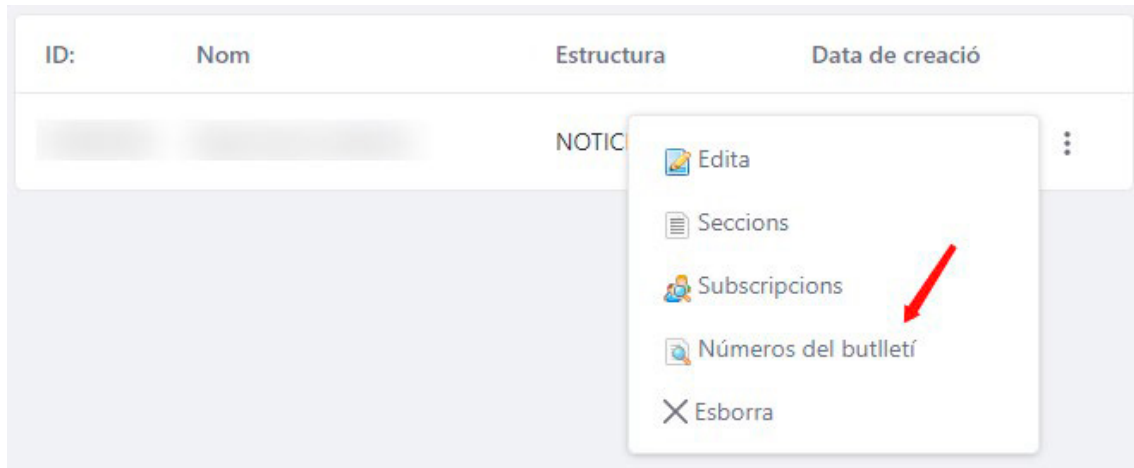 ID: Nom Estructura Data de creació
NOTIC
Edita
Seccions
Subscripcions
Números del butlletí
Esborra